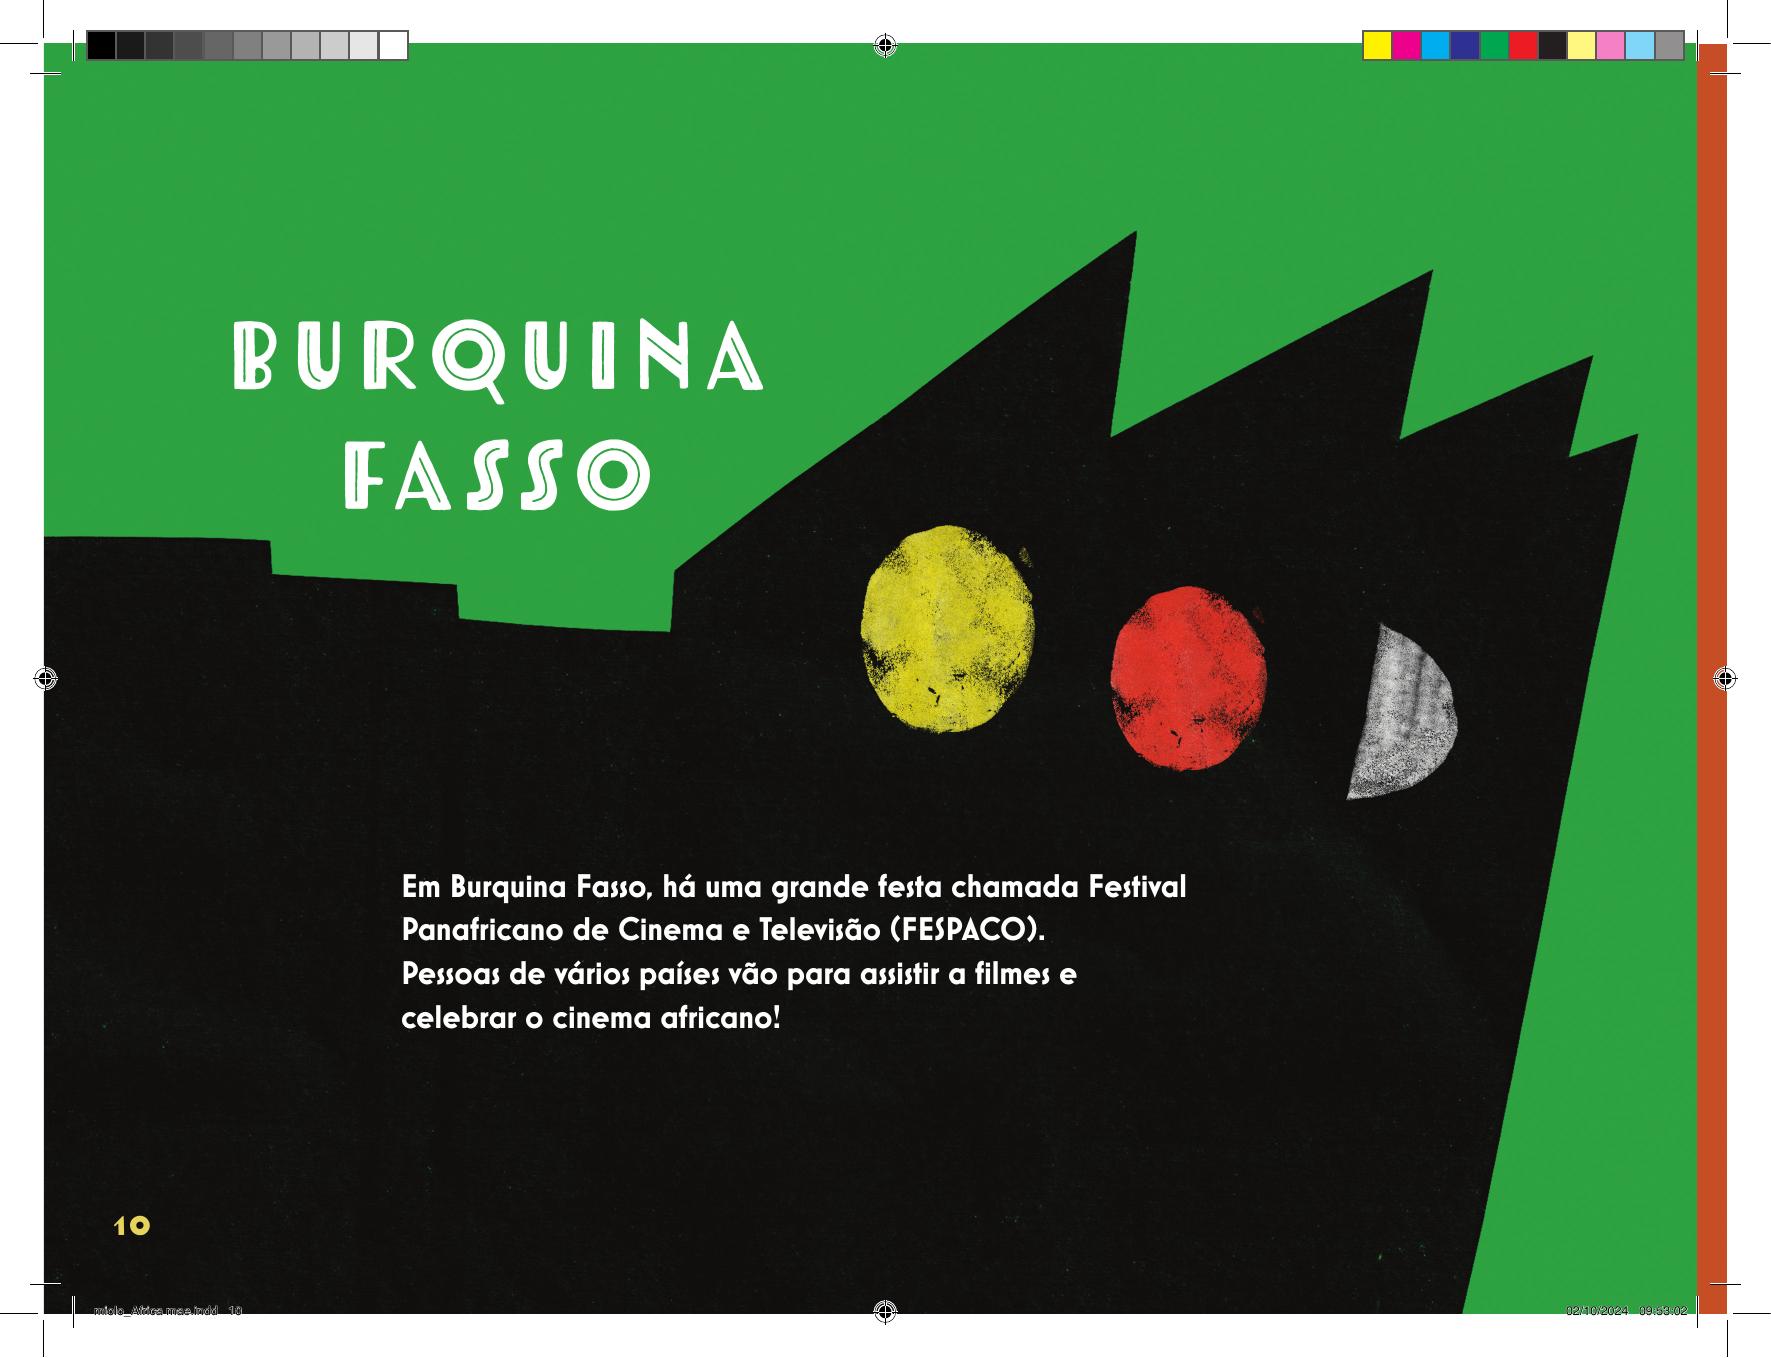 BURQUINA
FASSO
Em Burquina Fasso, há uma grande festa chamada Festival
Panafricano de Cinema e Televisão (FESPACO).
Pessoas de vários países vão para assistir a filmes e
celebrar o cinema africano!
10
miolo_Africa mae.indd   10
02/10/2024   09:53:02